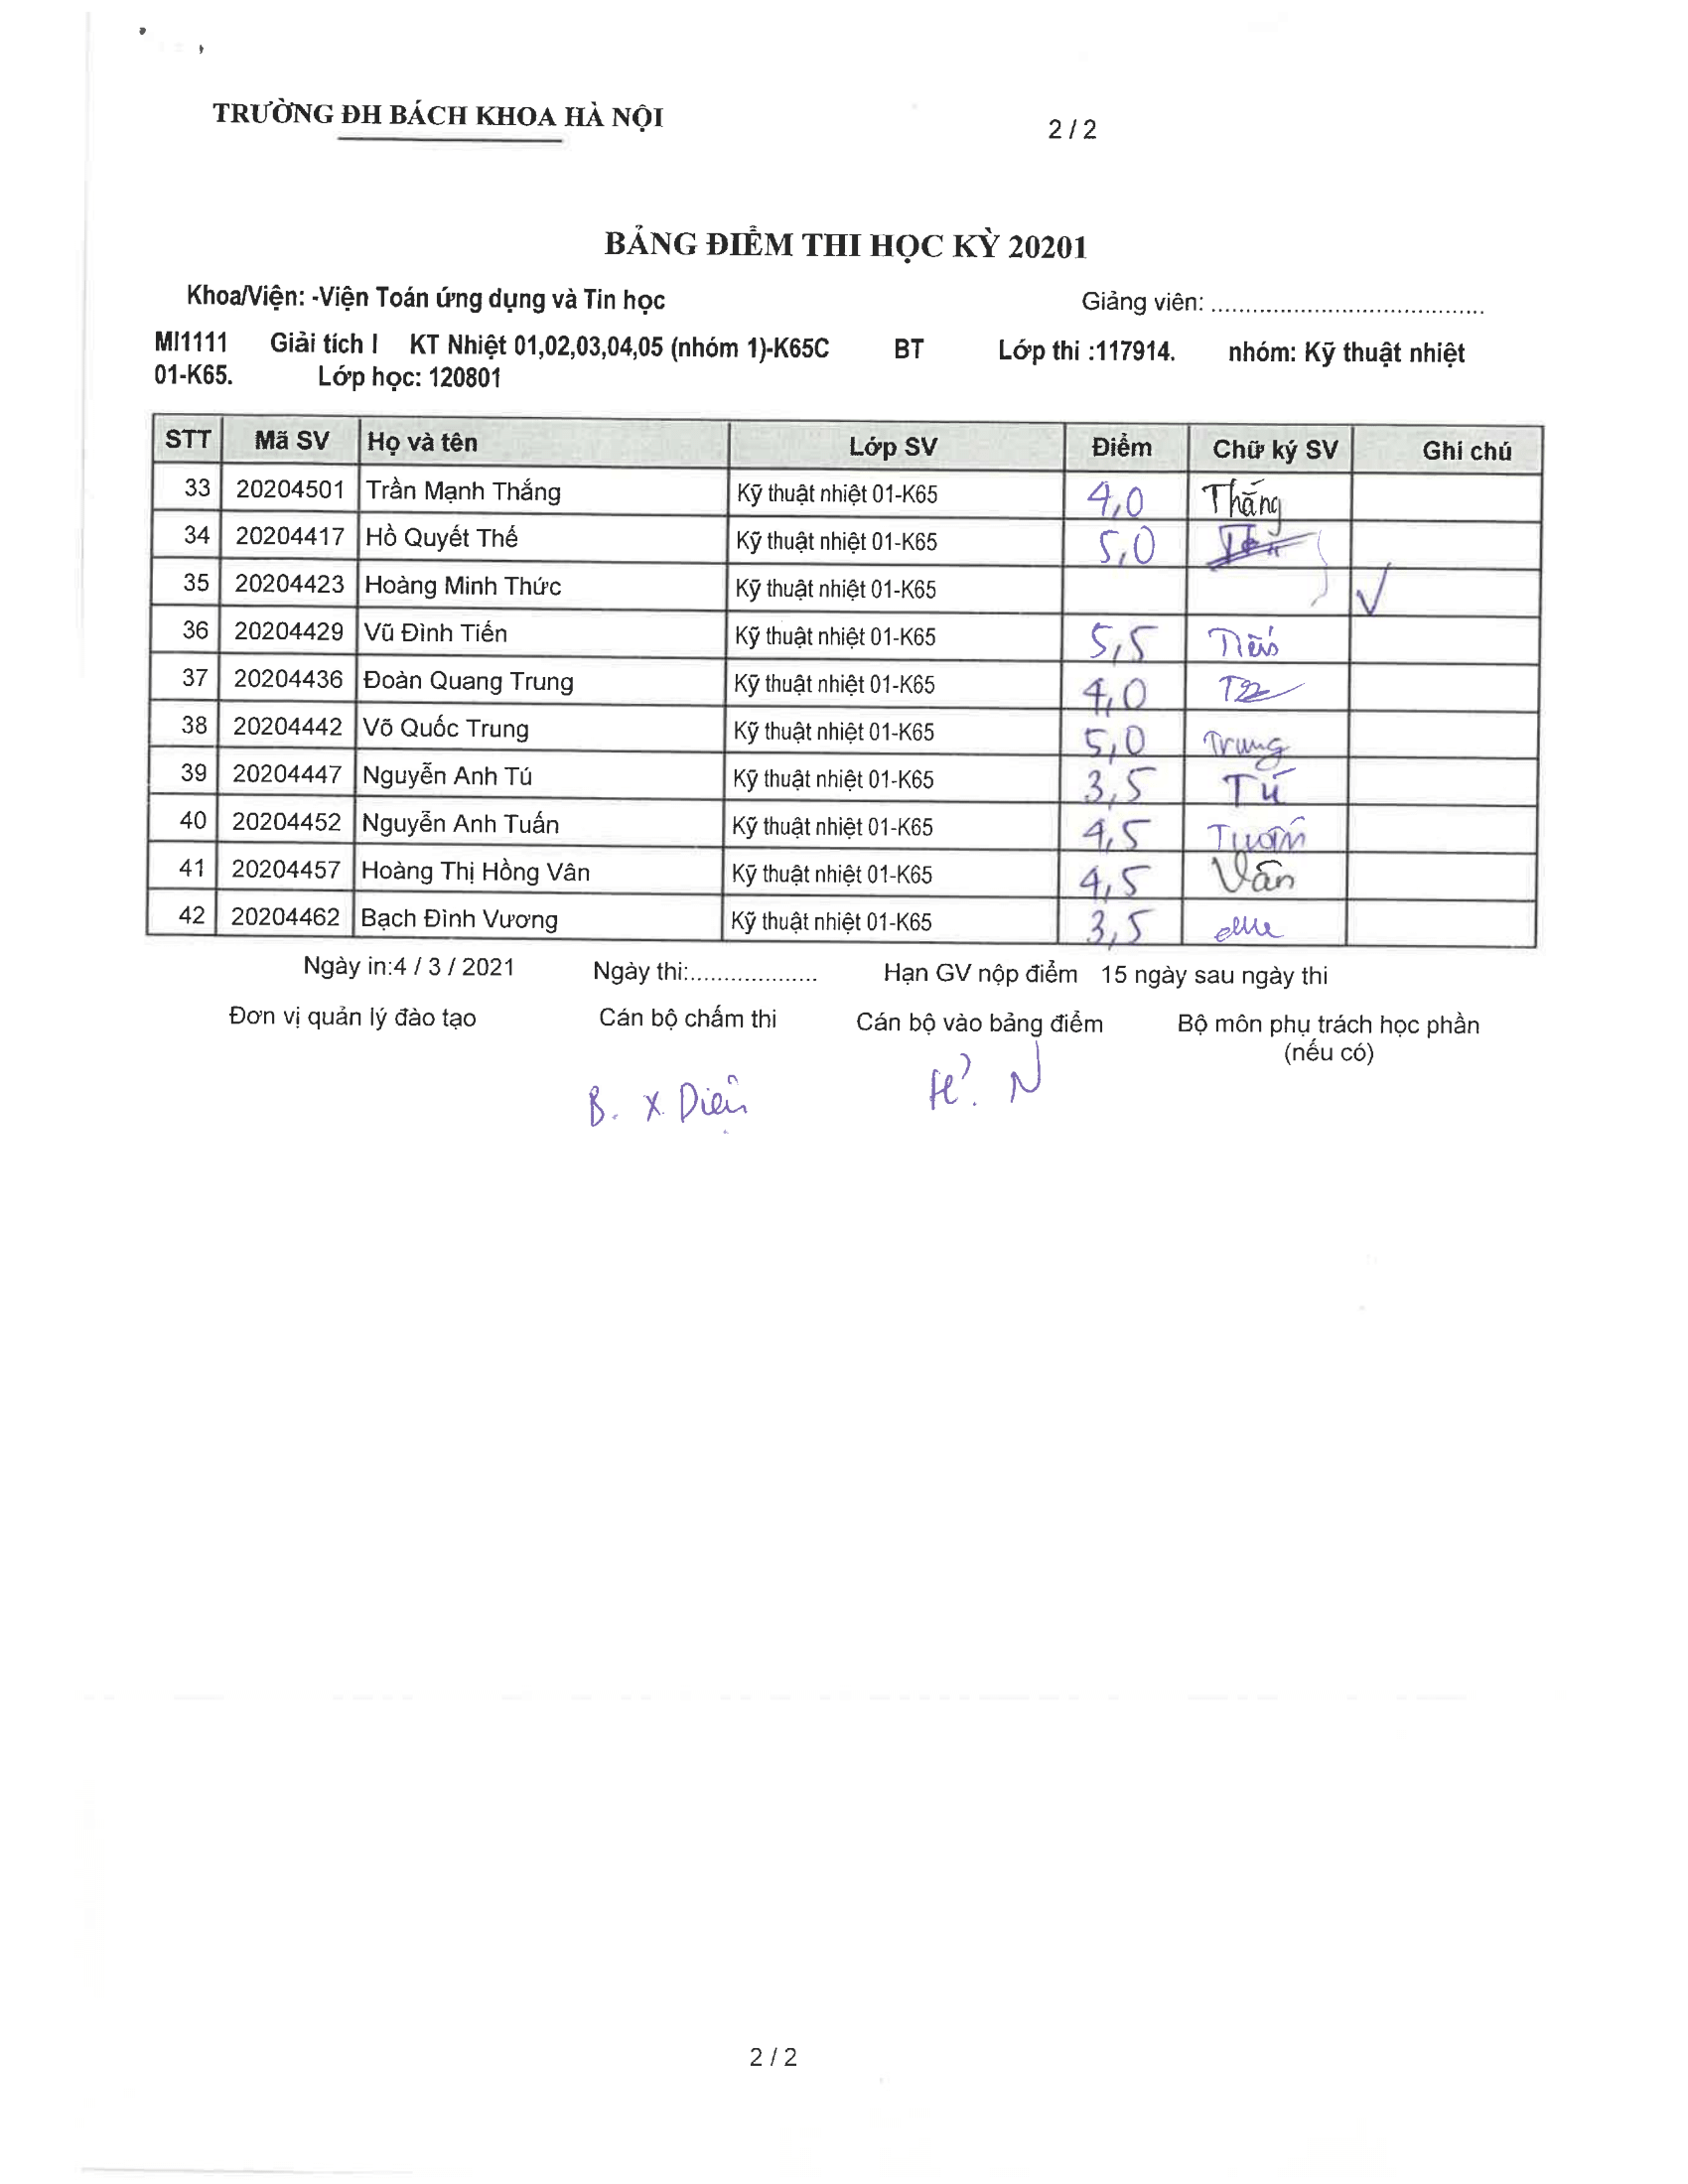 TRƯỜNG ĐH BÁCH KHOA HÀ NỘI
2 / 2
BẢNG ĐIỂM THI HỌC KỲ 20201
Khoa/Viện: -Viện Toán ứng dụng và Tin học Giảng viên: ........................................
MI1111 Giải tích I KT Nhiệt 01,02,03,04,05 (nhóm 1)-K65C BT Lớp thi :117914. nhóm: Kỹ thuật nhiệt
01-K65. Lớp học: 120801
STT Mã SV Họ và tên Lớp SV Điểm Chữ ký SV Ghi chú
33 20204501 Trần Mạnh Thắng Kỹ thuật nhiệt 01-K65 4,0 Thắng
34 20204417 Hồ Quyết Thế Kỹ thuật nhiệt 01-K65 5,0
35 20204423 Hoàng Minh Thức Kỹ thuật nhiệt 01-K65
36 20204429 Vũ Đình Tiến Kỹ thuật nhiệt 01-K65 5,5 Tiến
37 20204436 Đoàn Quang Trung Kỹ thuật nhiệt 01-K65 4,0
38 20204442 Võ Quốc Trung Kỹ thuật nhiệt 01-K65 5,0 Trung
39 20204447 Nguyễn Anh Tú Kỹ thuật nhiệt 01-K65 3,5 Tú
40 20204452 Nguyễn Anh Tuấn Kỹ thuật nhiệt 01-K65 4,5 Tuấn
41 20204457 Hoàng Thị Hồng Vân Kỹ thuật nhiệt 01-K65 4,5 Vân
42 20204462 Bạch Đình Vương Kỹ thuật nhiệt 01-K65 3,5
Ngày in:4 / 3 / 2021 Ngày thi:................... Hạn GV nộp điểm 15 ngày sau ngày thi
Đơn vị quản lý đào tạo Cán bộ chấm thi Cán bộ vào bảng điểm Bộ môn phụ trách học phần
(nếu có)
B. X. Diệu
2 / 2